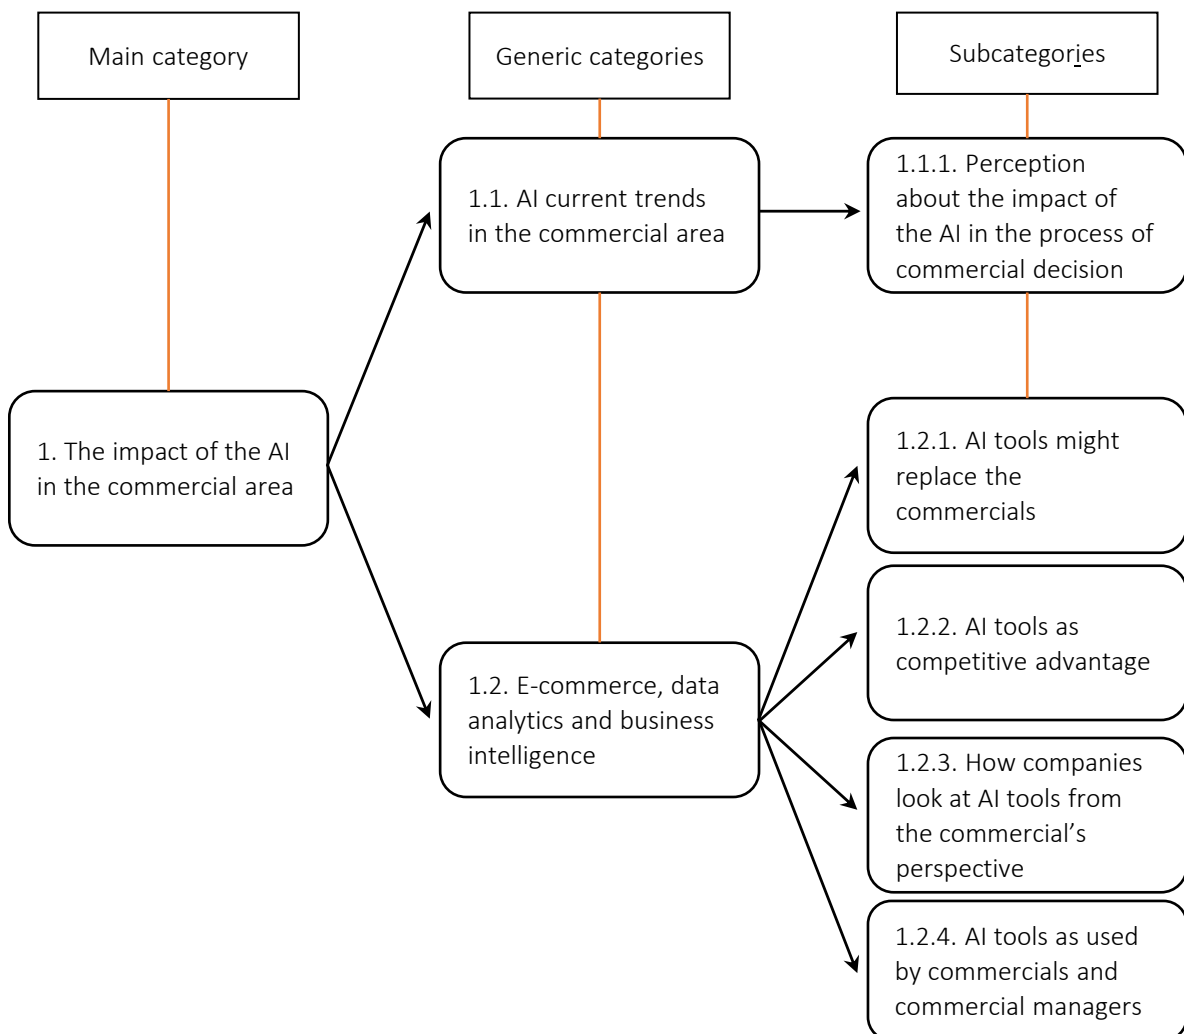 Main category
Generic categories
Subcategories
1.1. AI current trends
in the commercial area
1.1.1. Perception
about the impact of
the AI in the process of
commercial decision
1. The impact of the AI
in the commercial area
1.2.1. AI tools might
replace the
commercials
1.2.2. AI tools as
competitive advantage
1.2. E-commerce, data
analytics and business
intelligence
1.2.3. How companies
look at AI tools from
the commercial’s
perspective
1.2.4. AI tools as used
by commercials and
commercial managers